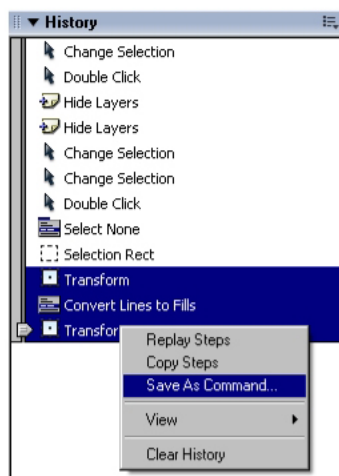 History
Change Selection
Double Click
Hide Layers
Hide Layers
Change Selection
Change Selection
Double Click
Select None
Selection Rect
Transform
Convert Lines to Fills
Transfor
Replay Steps
Copy Steps
Save As Command...
View
Clear History